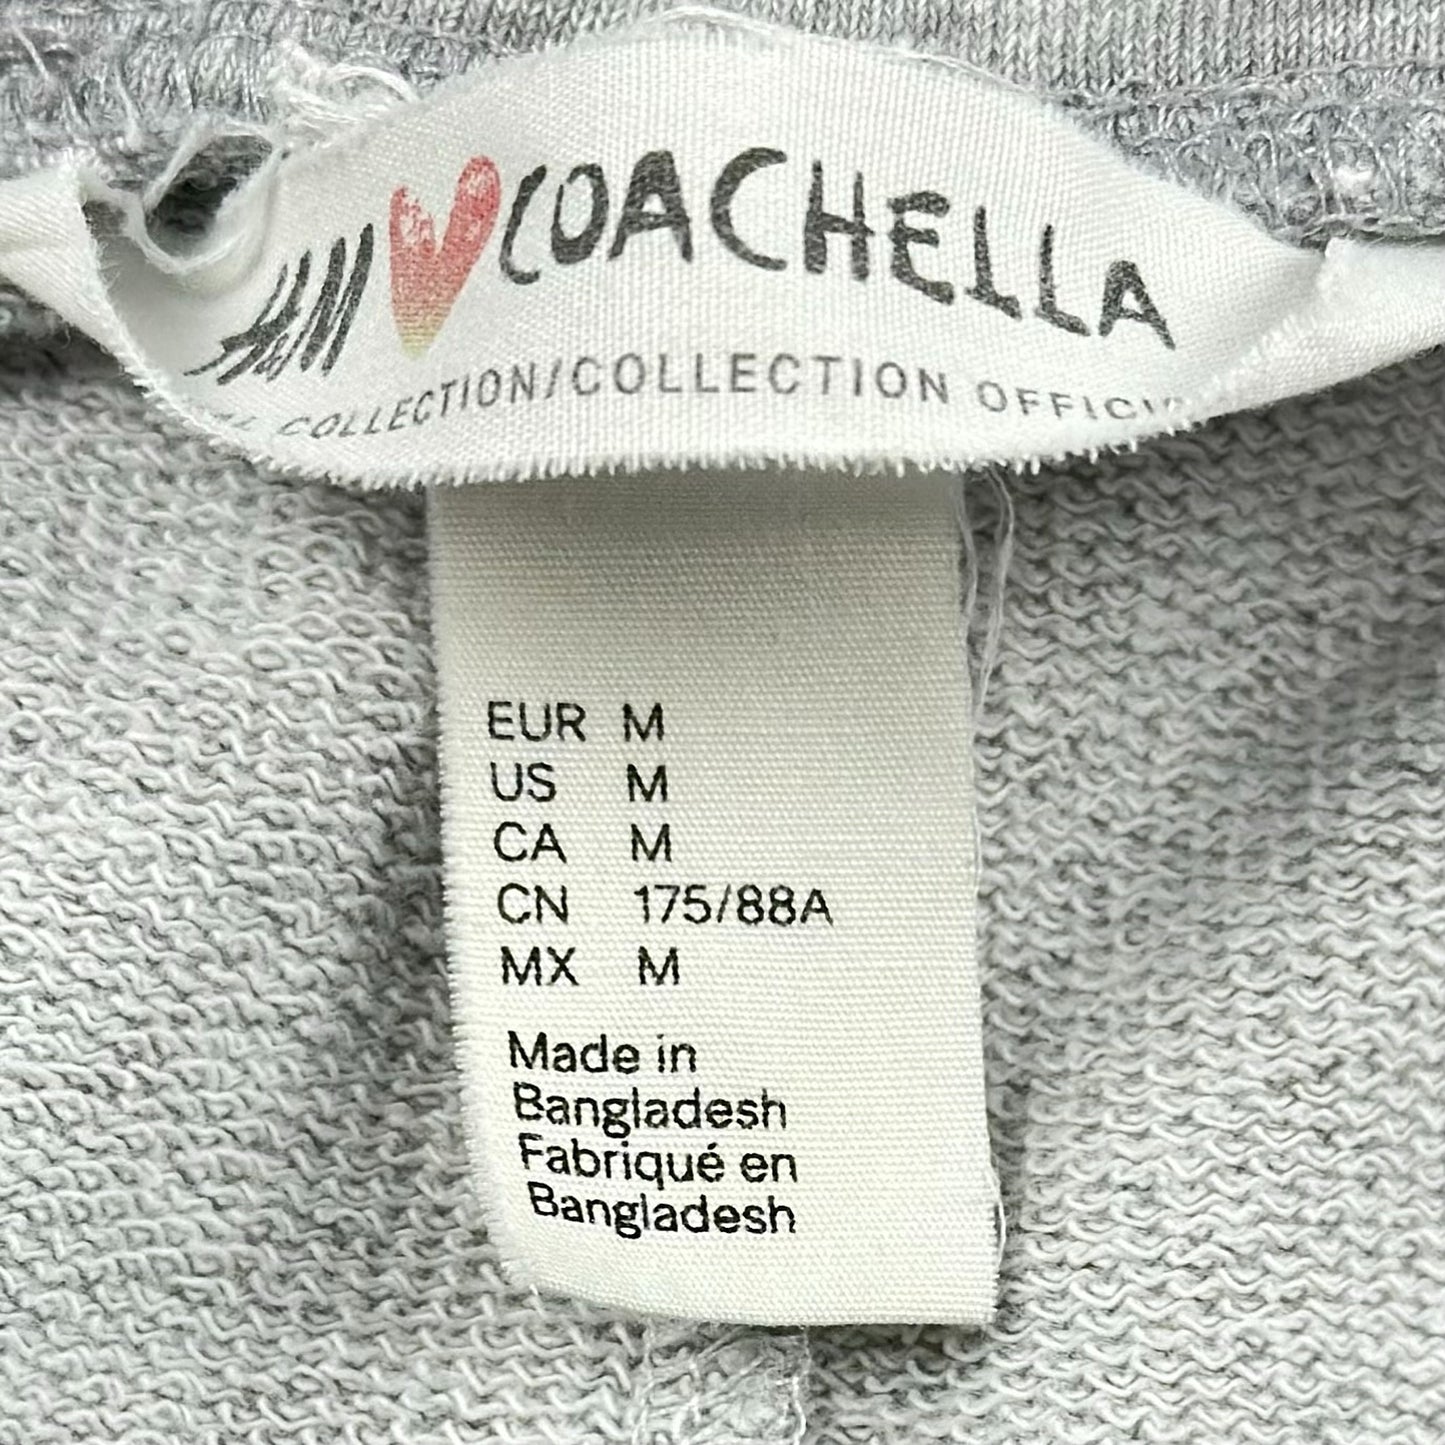 H&M COACHELLA
COLLECTION/COLLECTION
EUR M
US M
CA M
CN 175/88A
MX M
Made in
Bangladesh
Fabriqué en
Bangladesh